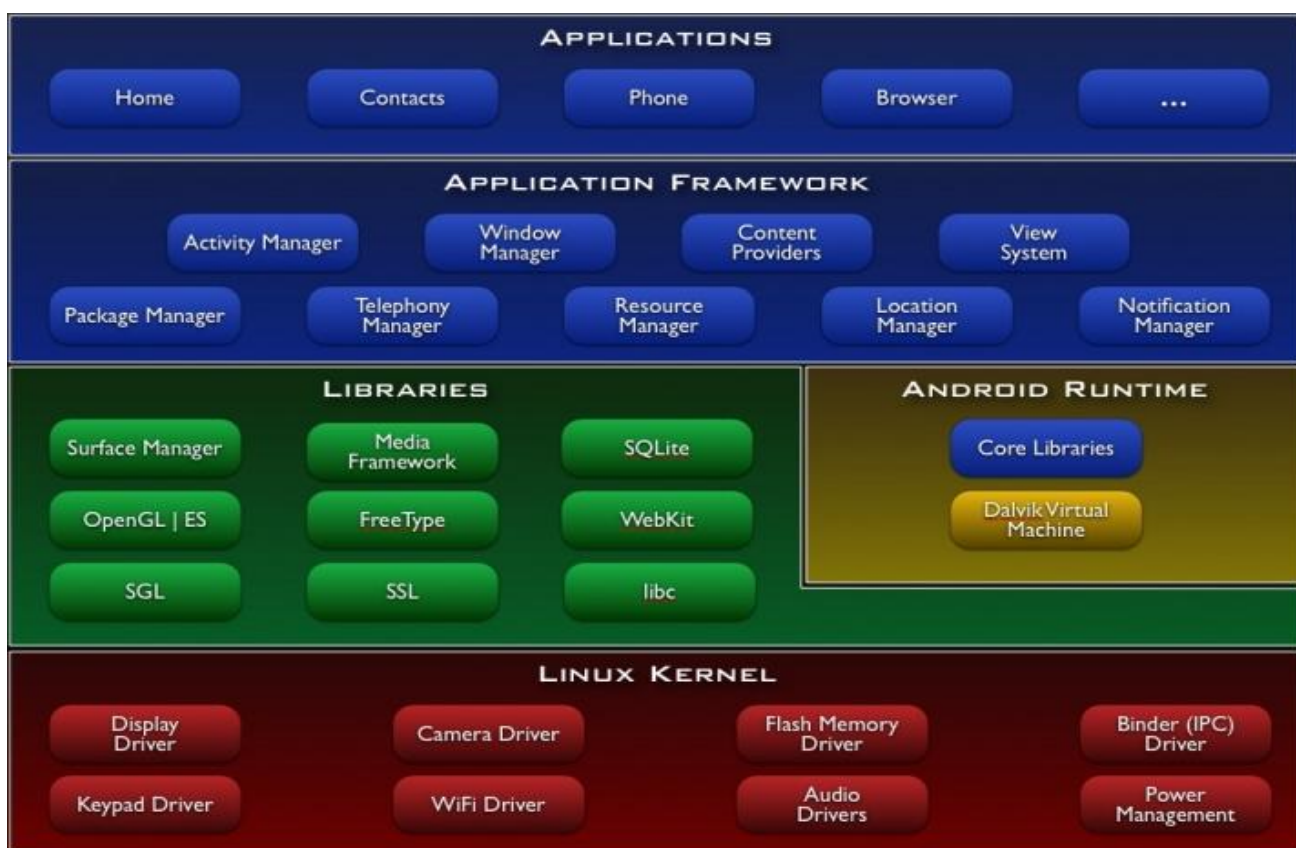 APPLICATIONS
Home
Contacts
Phone
Browser
...
APPLICATION FRAMEWORK
Activity Manager
Window
Manager
Content
Providers
View
System
Package Manager
Telephony
Manager
Resource
Manager
Location
Manager
Notification
Manager
LIBRARIES
Surface Manager
Media
Framework
SQLite
OpenGL | ES
FreeType
WebKit
SGL
SSL
libc
ANDROID RUNTIME
Core Libraries
Dalvik Virtual
Machine
LINUX KERNEL
Display
Driver
Camera Driver
Flash Memory
Driver
Binder (IPC)
Driver
Keypad Driver
WiFi Driver
Audio
Drivers
Power
Management